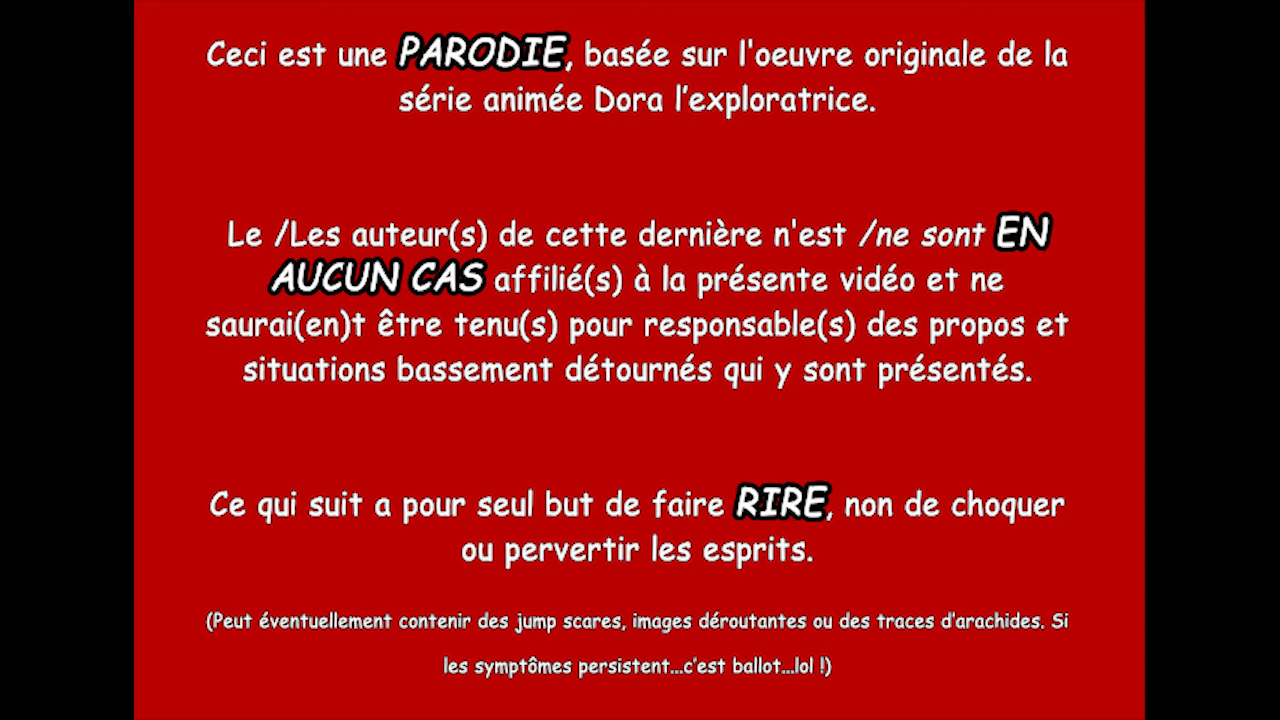 Ceci est une PARODIE, basée sur l'oeuvre originale de la
série animée Dora l’exploratrice.
Le /Les auteur(s) de cette dernière n'est /ne sont EN
AUCUN CAS affilié(s) à la présente vidéo et ne
saurai(en)t être tenu(s) pour responsable(s) des propos et
situations bassement détournés qui y sont présentés.
Ce qui suit a pour seul but de faire RIRE, non de choquer
ou pervertir les esprits.
(Peut éventuellement contenir des jump scares, images déroutantes ou des traces d’arachides. Si
les symptômes persistent...c’est ballot...lol !)